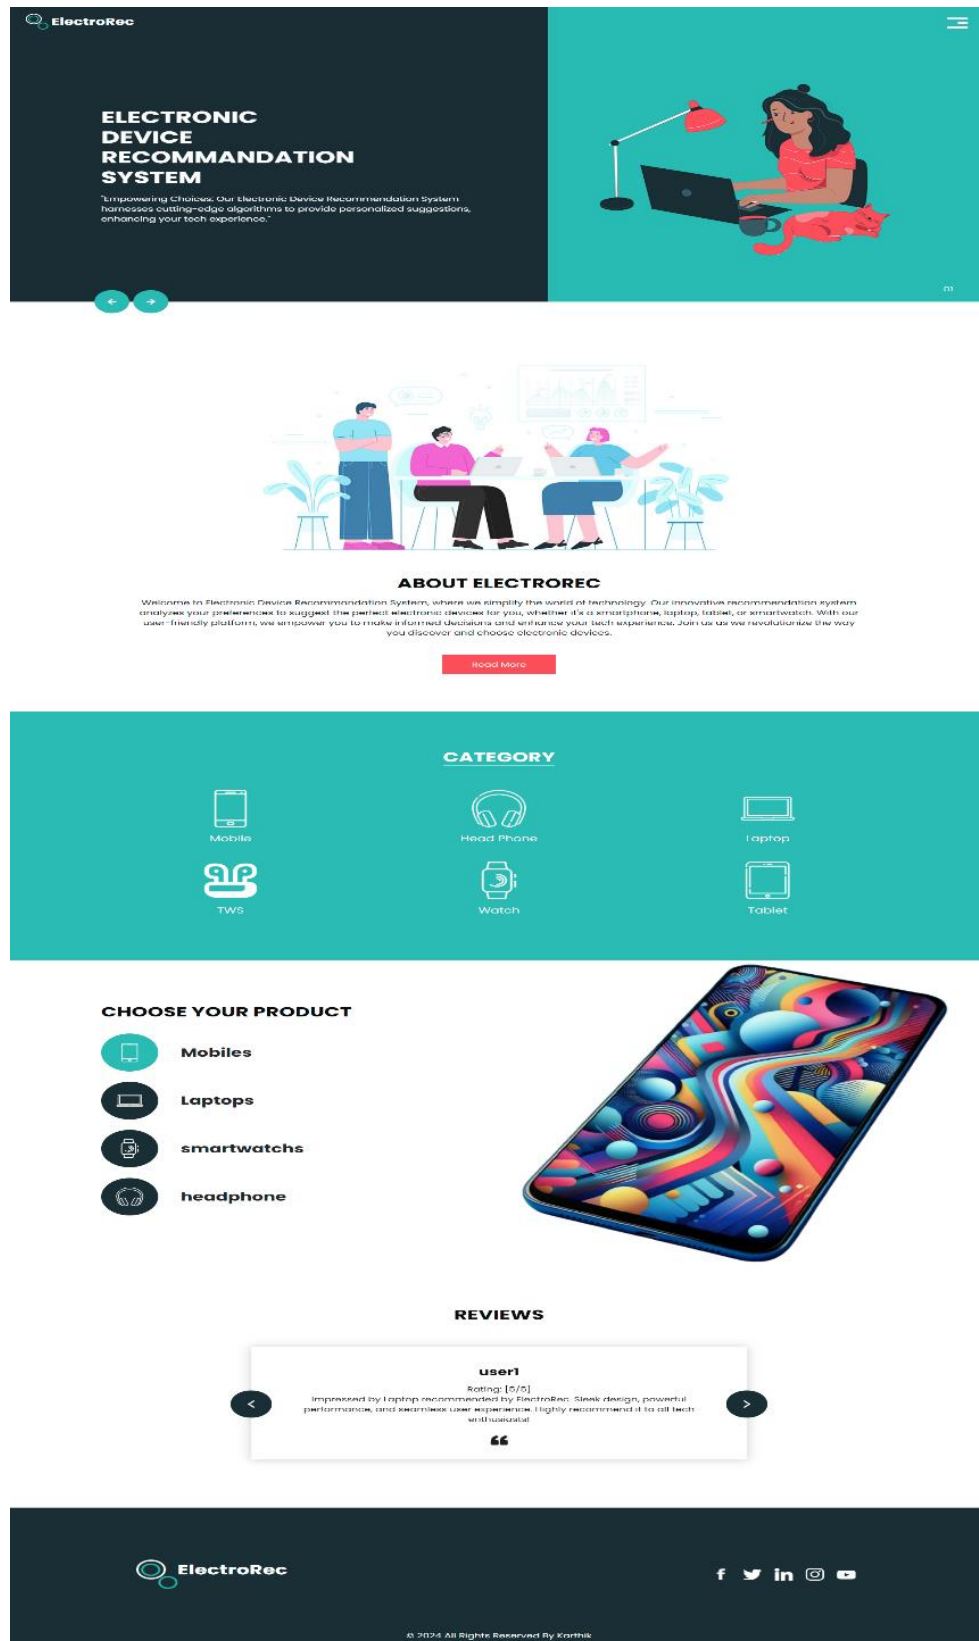 ElectroRec
ELECTRONIC
DEVICE
RECOMMANDATION
SYSTEM
"Empowering Choices: Our Electronic Device Recommendation System
harnesses cutting-edge algorithms to provide personalized suggestions,
enhancing your tech experience."
01
ABOUT ELECTROREC
Welcome to Electronic Device Recommandation System, where we simplify the world of technology. Our innovative recommendation system
analyzes your preferences to suggest the perfect electronic devices for you, whether it's a smartphone, laptop, tablet, or smartwatch. With our
user-friendly platform, we empower you to make informed decisions and enhance your tech experience. Join us as we revolutionize the way
you discover and choose electronic devices.
Read More
CATEGORY
Mobile
Head Phone
Laptop
TWS
Watch
Tablet
CHOOSE YOUR PRODUCT
Mobiles
Laptops
smartwatchs
headphone
REVIEWS
user1
Rating: [5/5]
Impressed by Laptop recommended by ElectroRec. Sleek design, powerful
performance, and seamless user experience. Highly recommend it to all tech
enthusiasts!
ElectroRec
© 2024 All Rights Reserved By Karthik